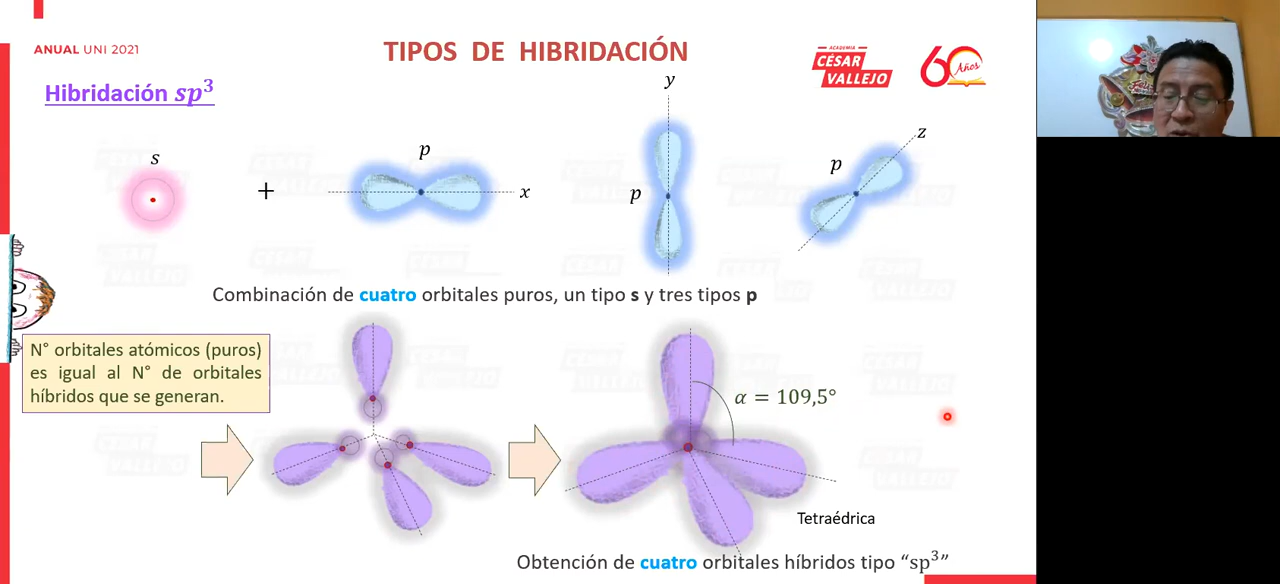 ANUAL UNI 2021
TIPOS DE HIBRIDACIÓN
ACADEMIA
CÉSAR
VALLEJO
60
Años
Hibridación sp³
s
+
p
x
y
p
p
z
Combinación de cuatro orbitales puros, un tipo s y tres tipos p
N° orbitales atómicos (puros)
es igual al N° de orbitales
híbridos que se generan.
α = 109,5°
Tetraédrica
Obtención de cuatro orbitales híbridos tipo “sp³”